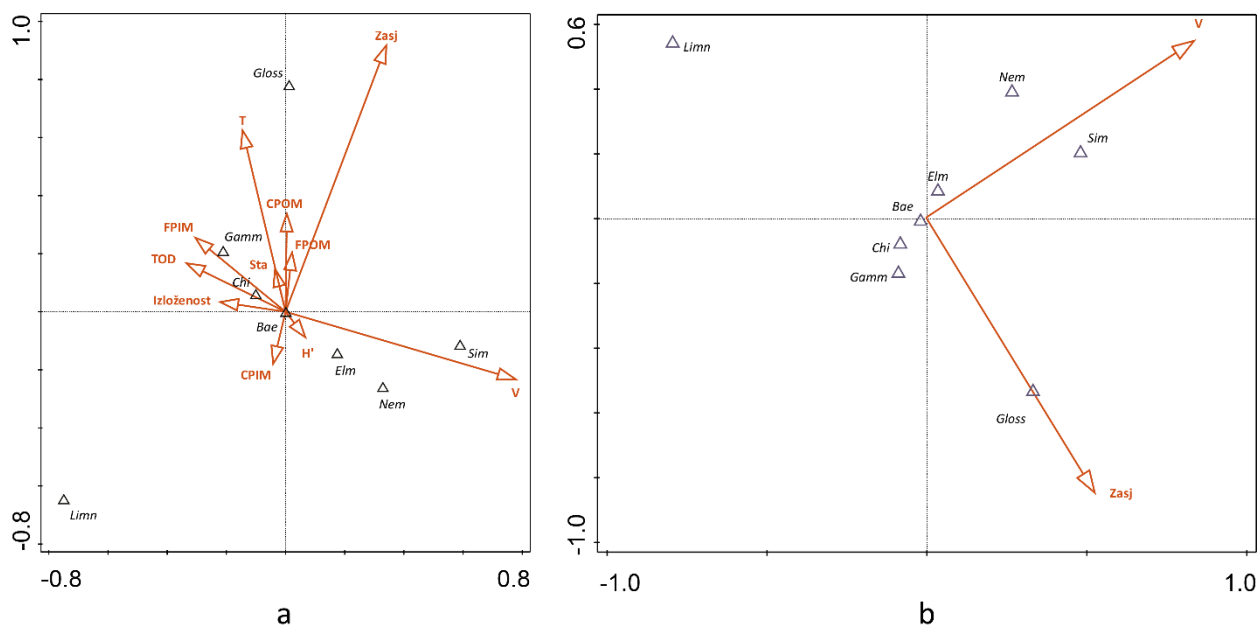 1.0
Zasj
Gloss
T
CPOM
FPIM
Gamm
FPOM
TOD
Sta
Chi
Izloženost
Bae
H'
Sim
Elm
CPIM
V
Nem
Limn
-0.8
-0.8
0.8
a
0.6
V
Limn
Nem
Sim
Elm
Bae
Chi
Gamm
Gloss
Zasj
-1.0
-1.0
1.0
b